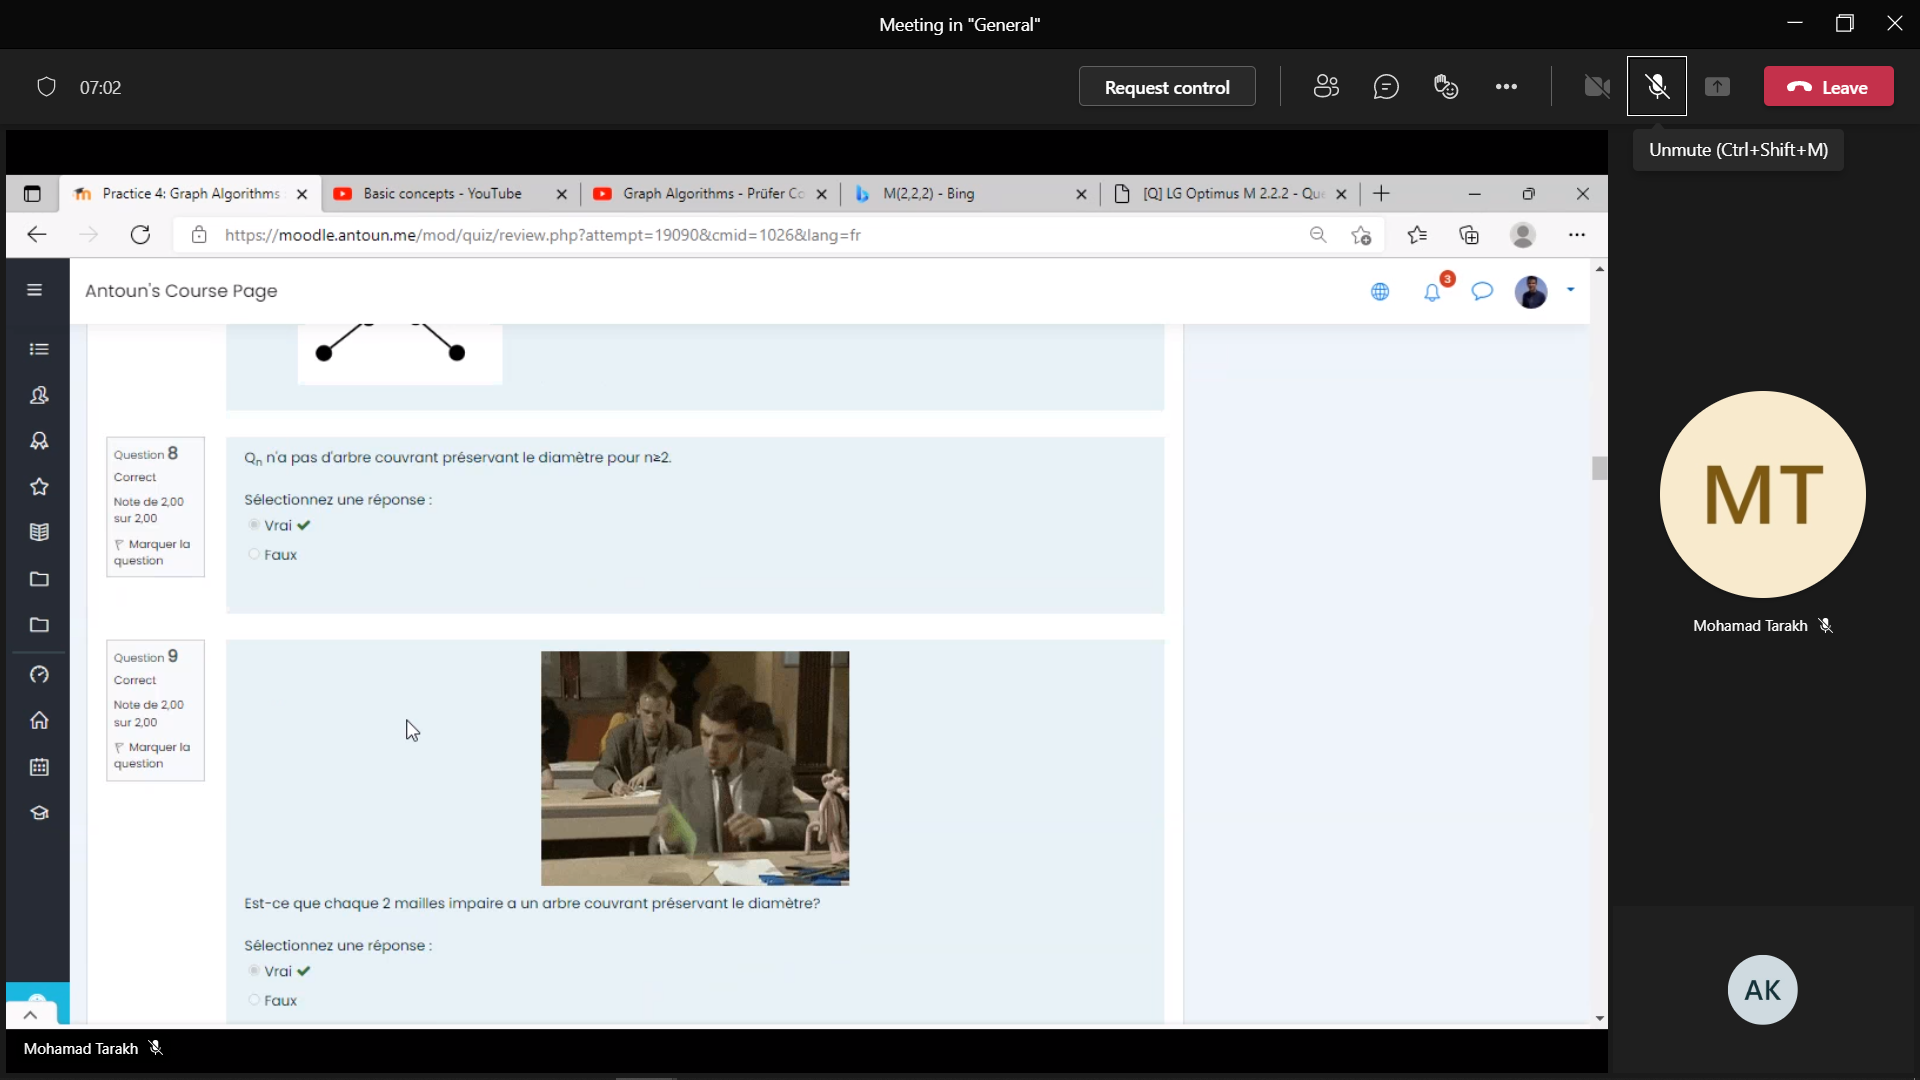 Meeting in "General"
07:02
Request control
Leave
Unmute (Ctrl+Shift+M)
Practice 4: Graph Algorithms
Basic concepts - YouTube
Graph Algorithms - Prüfer Co
M(2,2,2) - Bing
[Q] LG Optimus M 2.2.2 - Que
https://moodle.antoun.me/mod/quiz/review.php?attempt=19090&cmid=1026&lang=fr
Antoun's Course Page
3
Question 8
Correct
Note de 2,00
sur 2,00
Marquer la
question
Qn n'a pas d'arbre couvrant préservant le diamètre pour n≥2.
Sélectionnez une réponse :
Vrai
Faux
Question 9
Correct
Note de 2,00
sur 2,00
Marquer la
question
Est-ce que chaque 2 mailles impaire a un arbre couvrant préservant le diamètre?
Sélectionnez une réponse :
Vrai
Faux
MT
Mohamad Tarakh
AK
Mohamad Tarakh